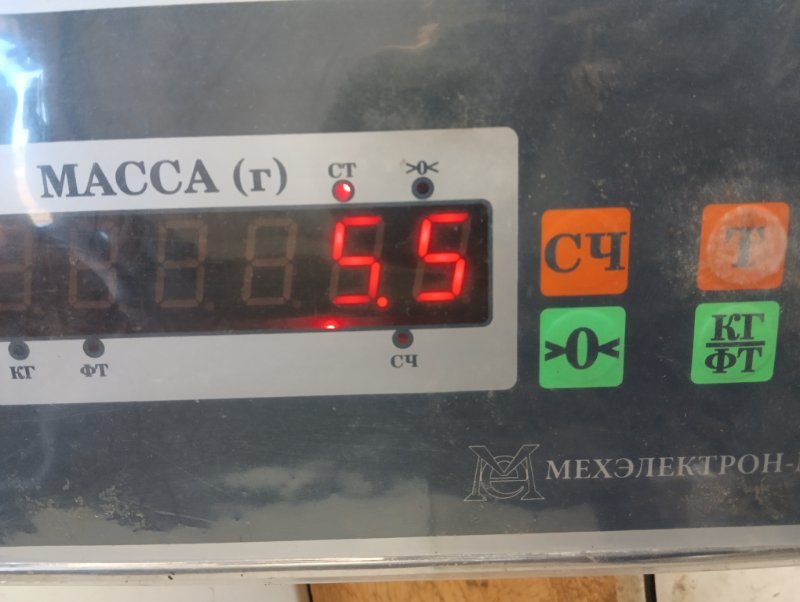 МАССА (г)
СТ
>0<
5.5
КГ
ФТ
СЧ
СЧ
Т
>0<
КГ
ФТ
МЕХЭЛЕКТРОН-